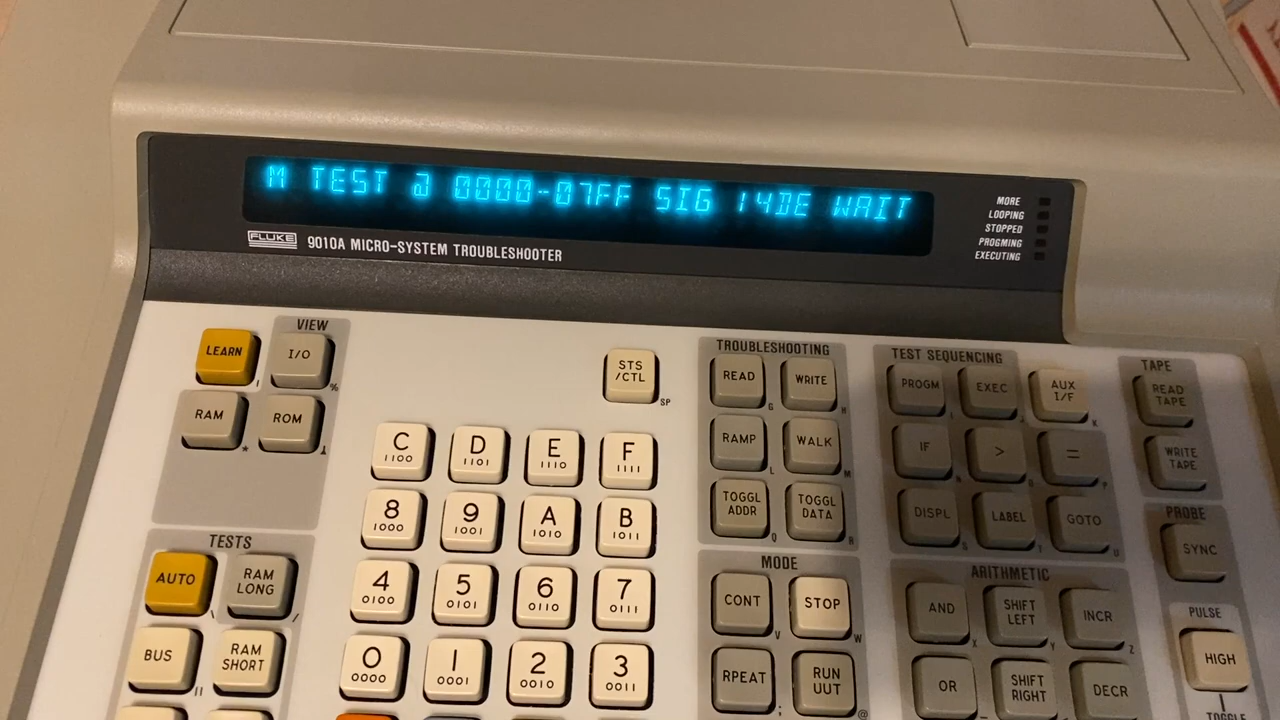 M TEST @ 0000-07FF SIG 14DE WAIT
FLUKE 9010A MICRO-SYSTEM TROUBLESHOOTER
MORE
LOOPING
STOPPED
PROGMING
EXECUTING
LEARN
VIEW
I/O
%
RAM
*
ROM
STS
/CTL
SP
C
1100
D
1101
E
1110
F
1111
8
1000
9
1001
A
1010
B
1011
4
0100
5
0101
6
0110
7
0111
0
0000
1
0001
2
0010
3
0011
TESTS
AUTO
\
RAM
LONG
/
BUS
RAM
SHORT
TROUBLESHOOTING
READ
G
WRITE
H
RAMP
L
WALK
M
TOGGL
ADDR
Q
TOGGL
DATA
R
MODE
CONT
V
STOP
W
RPEAT
;
RUN
UUT
@
TEST SEQUENCING
PROGM
EXEC
AUX
I/F
K
IF
>
=
DISPL
S
LABEL
T
GOTO
U
ARITHMETIC
AND
X
SHIFT
LEFT
Y
INCR
Z
OR
SHIFT
RIGHT
DECR
TAPE
READ
TAPE
WRITE
TAPE
PROBE
SYNC
PULSE
HIGH
TOGGLE